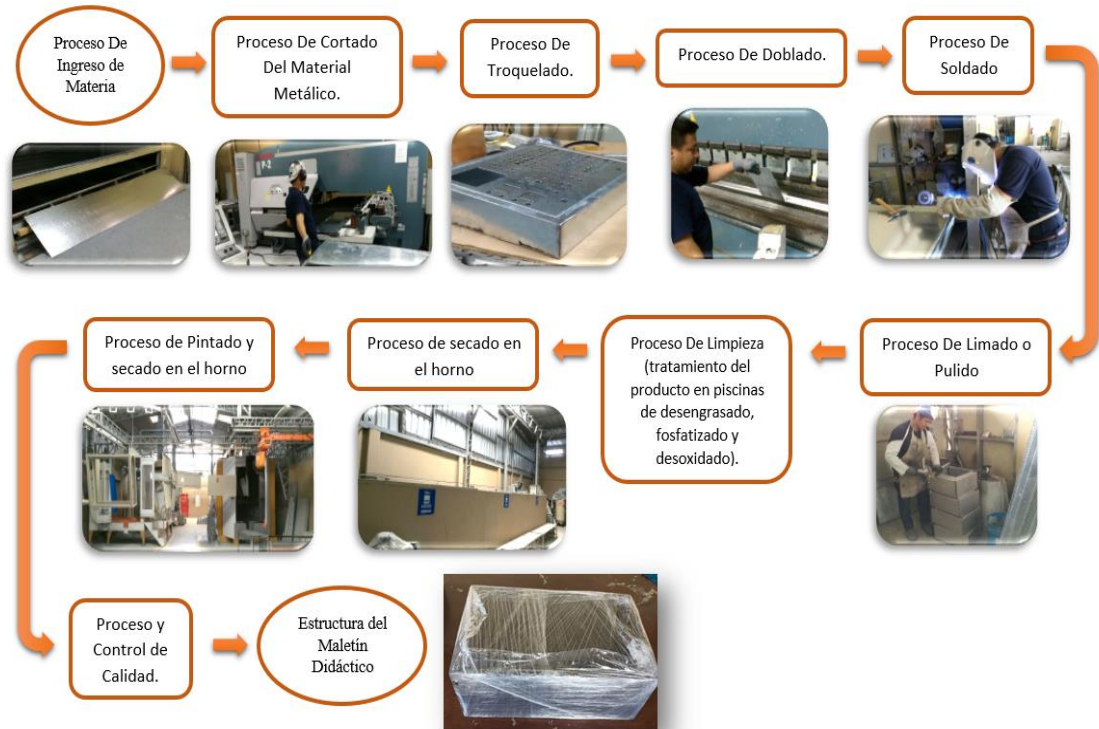 Proceso De
Ingreso de
Materia
Proceso De Cortado
Del Material
Metálico.
Proceso De
Troquelado.
Proceso De Doblado.
Proceso De
Soldado
Proceso De Limado o
Pulido
Proceso De Limpieza
(tratamiento del
producto en piscinas
de desengrasado,
fosfatizado y
desoxidado).
Proceso de secado en
el horno
Proceso de Pintado y
secado en el horno
Proceso y
Control de
Calidad.
Estructura del
Maletín
Didáctico